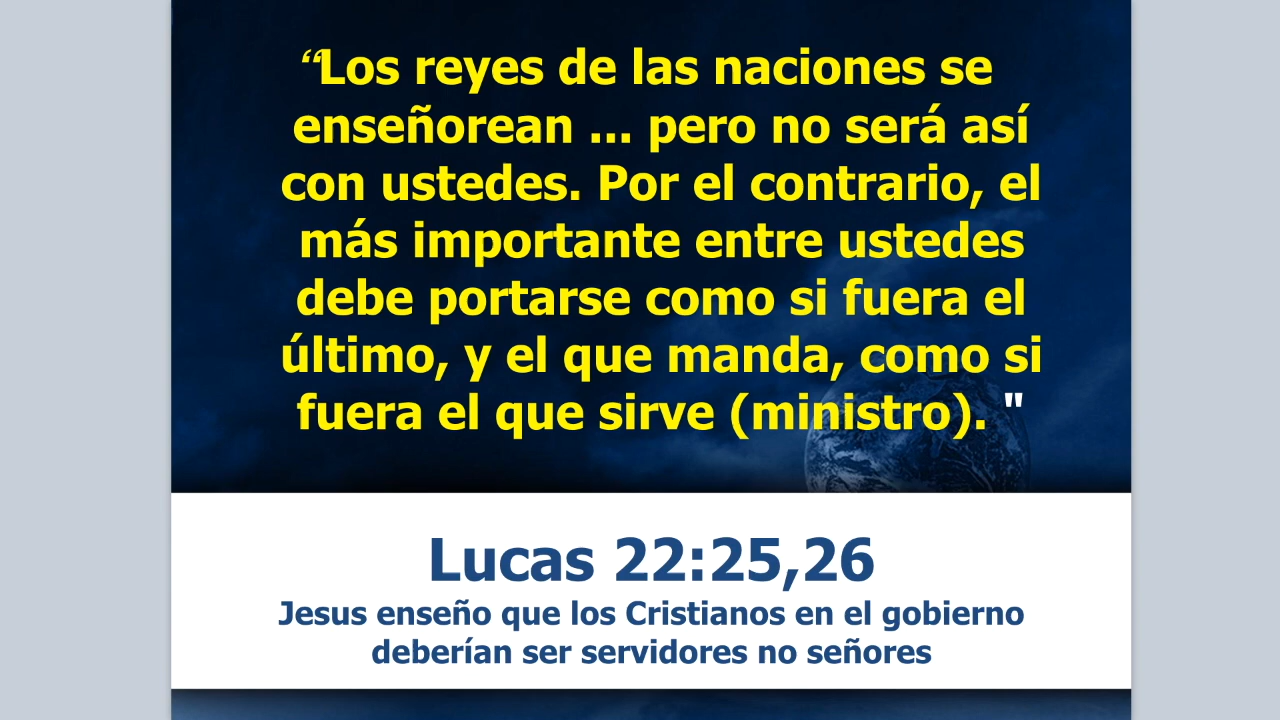 “Los reyes de las naciones se
enseñorean ... pero no será así
con ustedes. Por el contrario, el
más importante entre ustedes
debe portarse como si fuera el
último, y el que manda, como si
fuera el que sirve (ministro). "
Lucas 22:25,26
Jesus enseño que los Cristianos en el gobierno
deberían ser servidores no señores